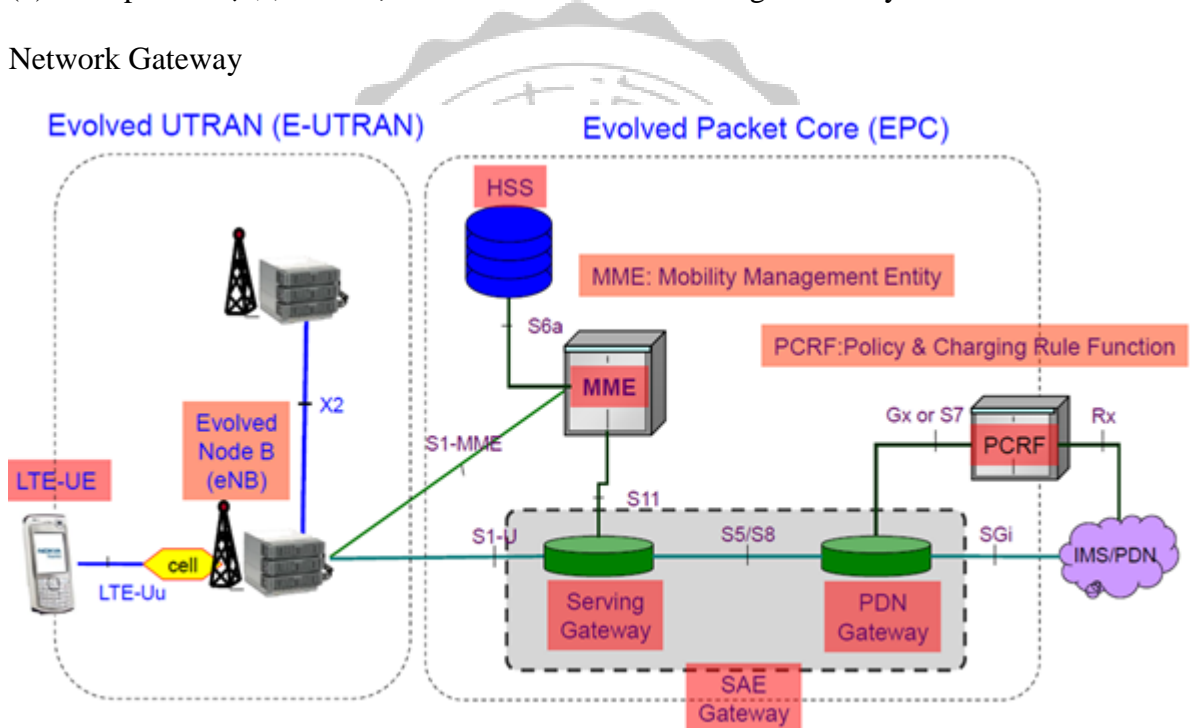 Network Gateway
Evolved UTRAN (E-UTRAN)
Evolved Packet Core (EPC)
HSS
MME: Mobility Management Entity
S6a
PCRF:Policy & Charging Rule Function
MME
X2
Evolved
Node B
(eNB)
Gx or S7
Rx
S1-MME
PCRF
LTE-UE
S11
S1-U
S5/S8
SGi
IMS/PDN
cell
LTE-Uu
Serving
Gateway
PDN
Gateway
SAE
Gateway